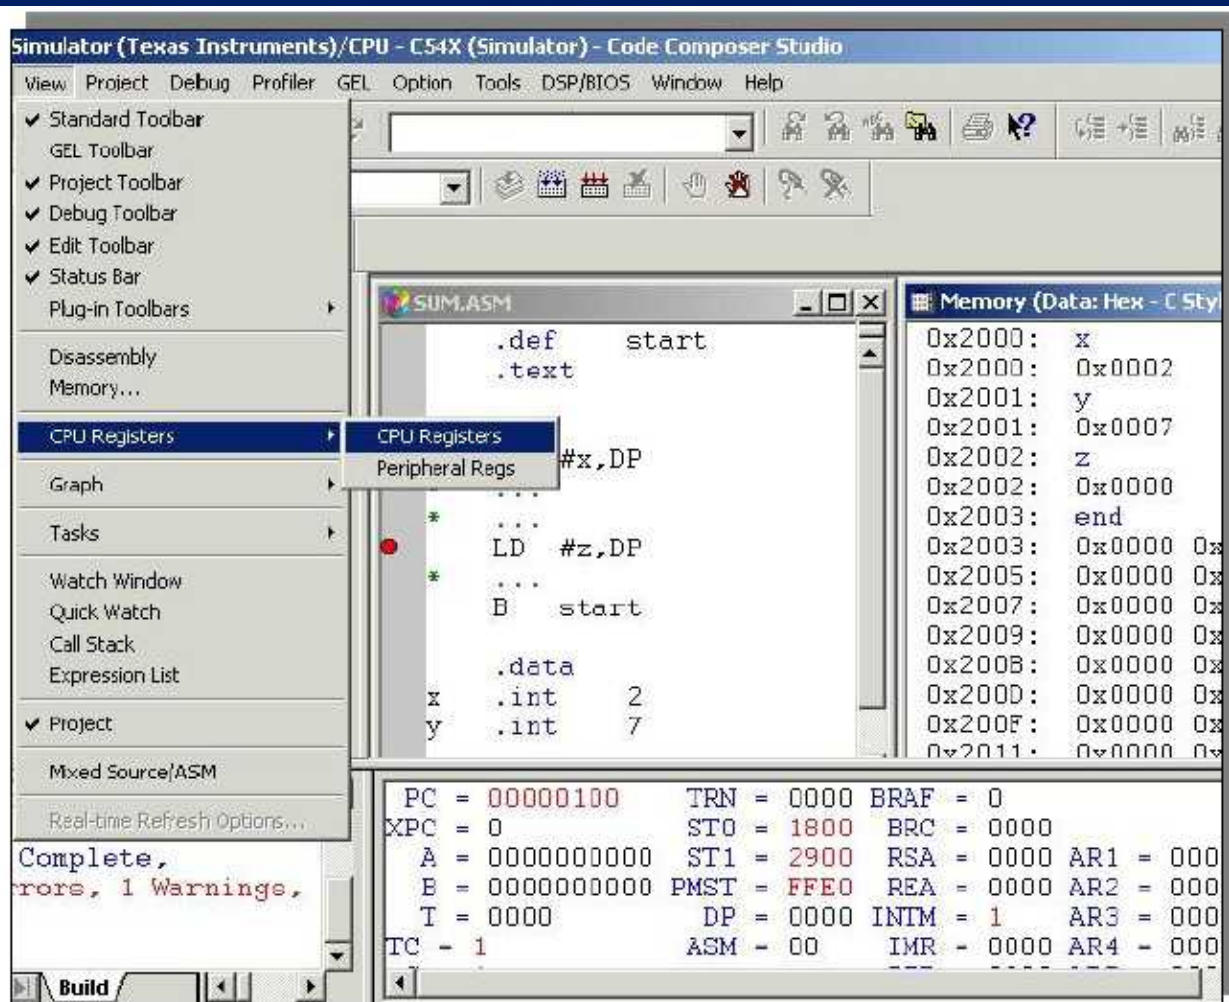 Simulator (Texas Instruments)/CPU - C54X (Simulator) - Code Composer Studio
View Project Debug Profiler GEL Option Tools DSP/BIOS Window Help
Standard Toolbar
GEL Toolbar
Project Toolbar
Debug Toolbar
Edit Toolbar
Status Bar
Plug-in Toolbars
Disassembly
Memory...
CPU Registers
Graph
Tasks
Watch Window
Quick Watch
Call Stack
Expression List
Project
Mixed Source/ASM
Real-time Refresh Options...
CPU Registers
Peripheral Regs
SUM.ASM
.def start
.text
#x,DP
...
* ...
LD #z,DP
* ...
B start
.data
x .int 2
y .int 7
Memory (Data: Hex - C Sty
0x2000: x
0x2000: 0x0002
0x2001: y
0x2001: 0x0007
0x2002: z
0x2002: 0x0000
0x2003: end
0x2003: 0x0000 0x
0x2005: 0x0000 0x
0x2007: 0x0000 0x
0x2009: 0x0000 0x
0x200B: 0x0000 0x
0x200D: 0x0000 0x
0x200F: 0x0000 0x
0x2011: 0x0000 0x
Complete,
rors, 1 Warnings,
Build
PC = 00000100 TRN = 0000 BRAF = 0
XPC = 0 ST0 = 1800 BRC = 0000
A = 0000000000 ST1 = 2900 RSA = 0000 AR1 = 000
B = 0000000000 PMST = FFE0 REA = 0000 AR2 = 000
T = 0000 DP = 0000 INTM = 1 AR3 = 000
TC = 1 ASM = 00 IMR = 0000 AR4 = 000